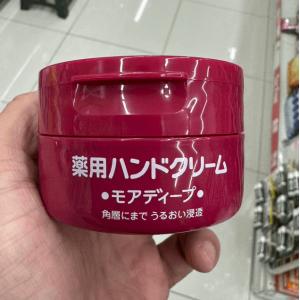 薬用ハンドクリーム
•モアディープ•
角層にまで うるおい浸透